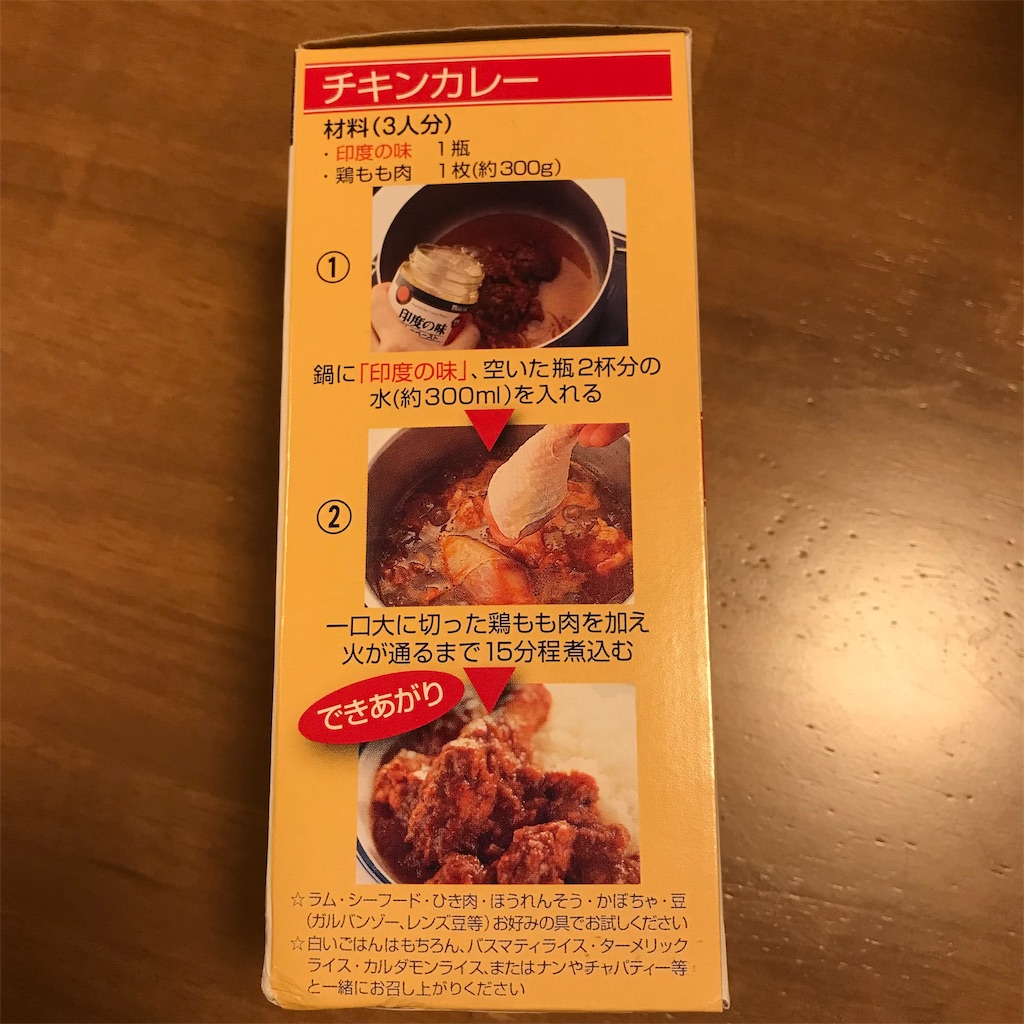 チキンカレー
材料(3人分)
・印度の味　1瓶
・鶏もも肉　1枚(約300g)
①
印度の味
鍋に「印度の味」、空いた瓶2杯分の
水(約300ml)を入れる
②
一口大に切った鶏もも肉を加え
火が通るまで15分程煮込む
できあがり
☆ラム・シーフード・ひき肉・ほうれんそう・かぼちゃ・豆
(ガルバンゾー、レンズ豆等)お好みの具でお試しください
☆白いごはんはもちろん、バスマティライス・ターメリック
ライス・カルダモンライス、またはナンやチャパティー等
と一緒にお召し上がりください